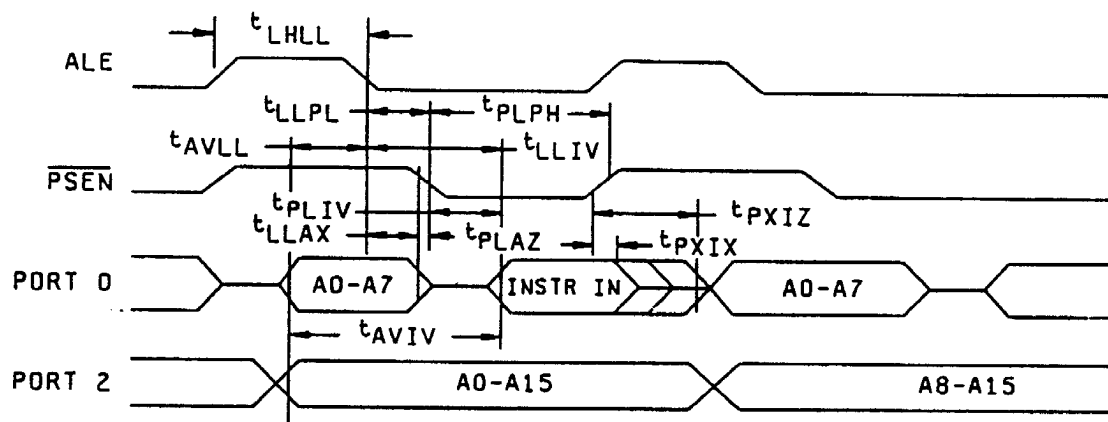 tLHLL
ALE
tLLPL tPLPH
tAVLL tLLIV
PSEN
tPLIV tPXIZ
tLLAX tPLAZ tPXIX
PORT 0 A0-A7 INSTR IN A0-A7
tAVIV
PORT 2 A0-A15 A8-A15